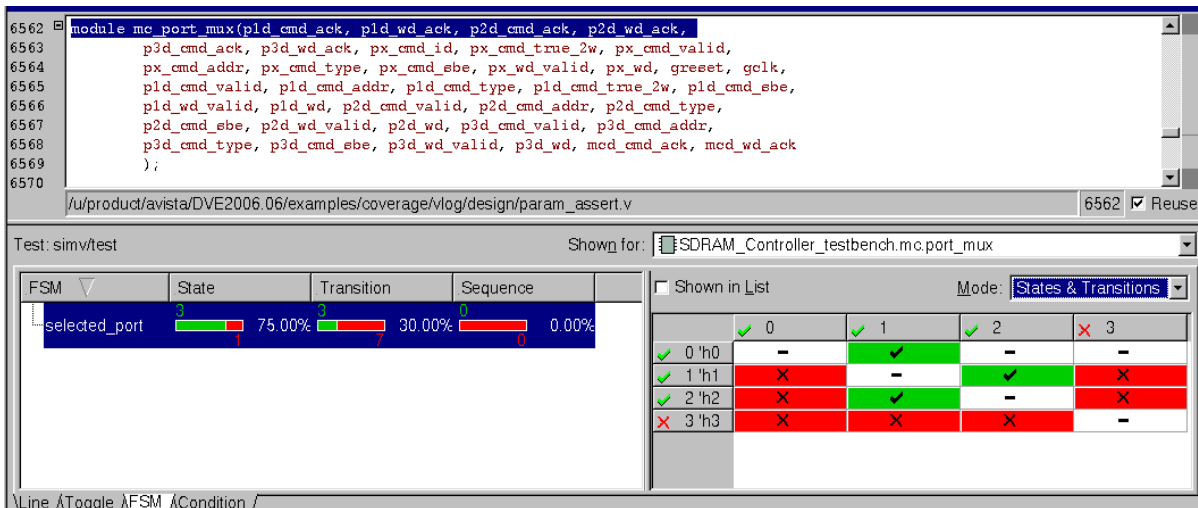 6562 module mc_port_mux(p1d_cmd_ack, p1d_wd_ack, p2d_cmd_ack, p2d_wd_ack,
6563 p3d_cmd_ack, p3d_wd_ack, px_cmd_id, px_cmd_true_2w, px_cmd_valid,
6564 px_cmd_addr, px_cmd_type, px_cmd_sbe, px_wd_valid, px_wd, greset, gclk,
6565 p1d_cmd_valid, p1d_cmd_addr, p1d_cmd_type, p1d_cmd_true_2w, p1d_cmd_sbe,
6566 p1d_wd_valid, p1d_wd, p2d_cmd_valid, p2d_cmd_addr, p2d_cmd_type,
6567 p2d_cmd_sbe, p2d_wd_valid, p2d_wd, p3d_cmd_valid, p3d_cmd_addr,
6568 p3d_cmd_type, p3d_cmd_sbe, p3d_wd_valid, p3d_wd, mcd_cmd_ack, mcd_wd_ack
6569 );
6570
/u/product/avista/DVE2006.06/examples/coverage/vlog/design/param_assert.v 6562 Reuse
Test: simv/test Shown for: SDRAM_Controller_testbench.mc.port_mux
FSM State Transition Sequence
3 3 0
selected_port 75.00% 30.00% 0.00%
1 7 0
Shown in List Mode: States & Transitions
0 1 2 3
0 'h0 - ✓ - -
1 'h1 X - ✓ X
2 'h2 X ✓ - X
3 'h3 X X X -
Line Toggle FSM Condition